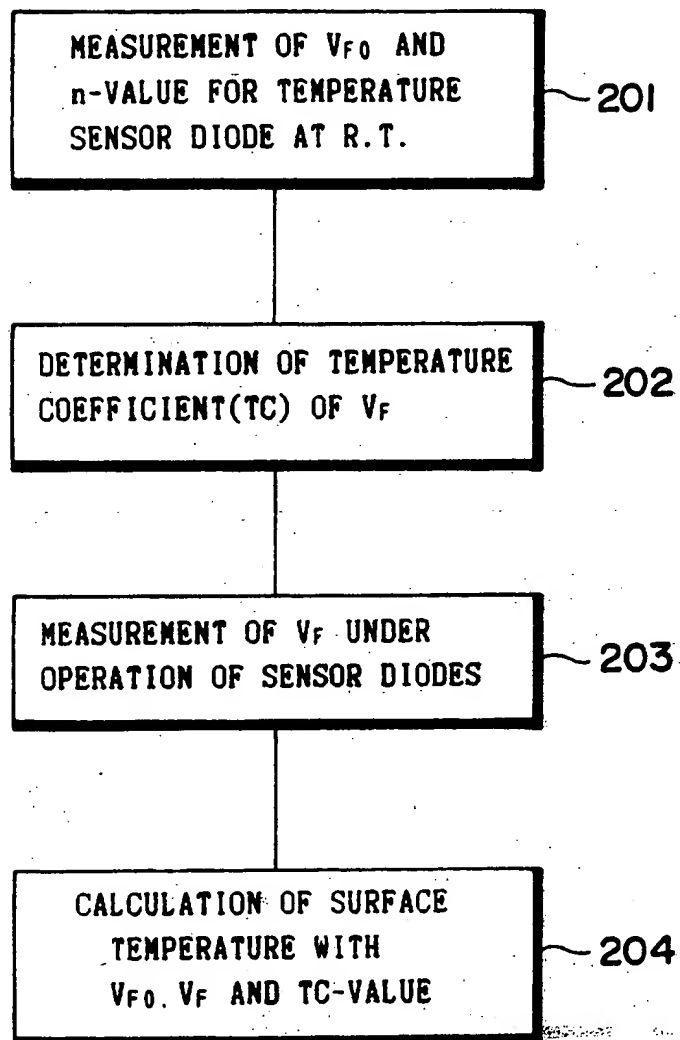 MEASUREMENT OF VF0 AND
n-VALUE FOR TEMPERATURE
SENSOR DIODE AT R.T.
201
DETERMINATION OF TEMPERATURE
COEFFICIENT(TC) OF VF
202
MEASUREMENT OF VF UNDER
OPERATION OF SENSOR DIODES
203
CALCULATION OF SURFACE
TEMPERATURE WITH
VF0. VF AND TC-VALUE
204